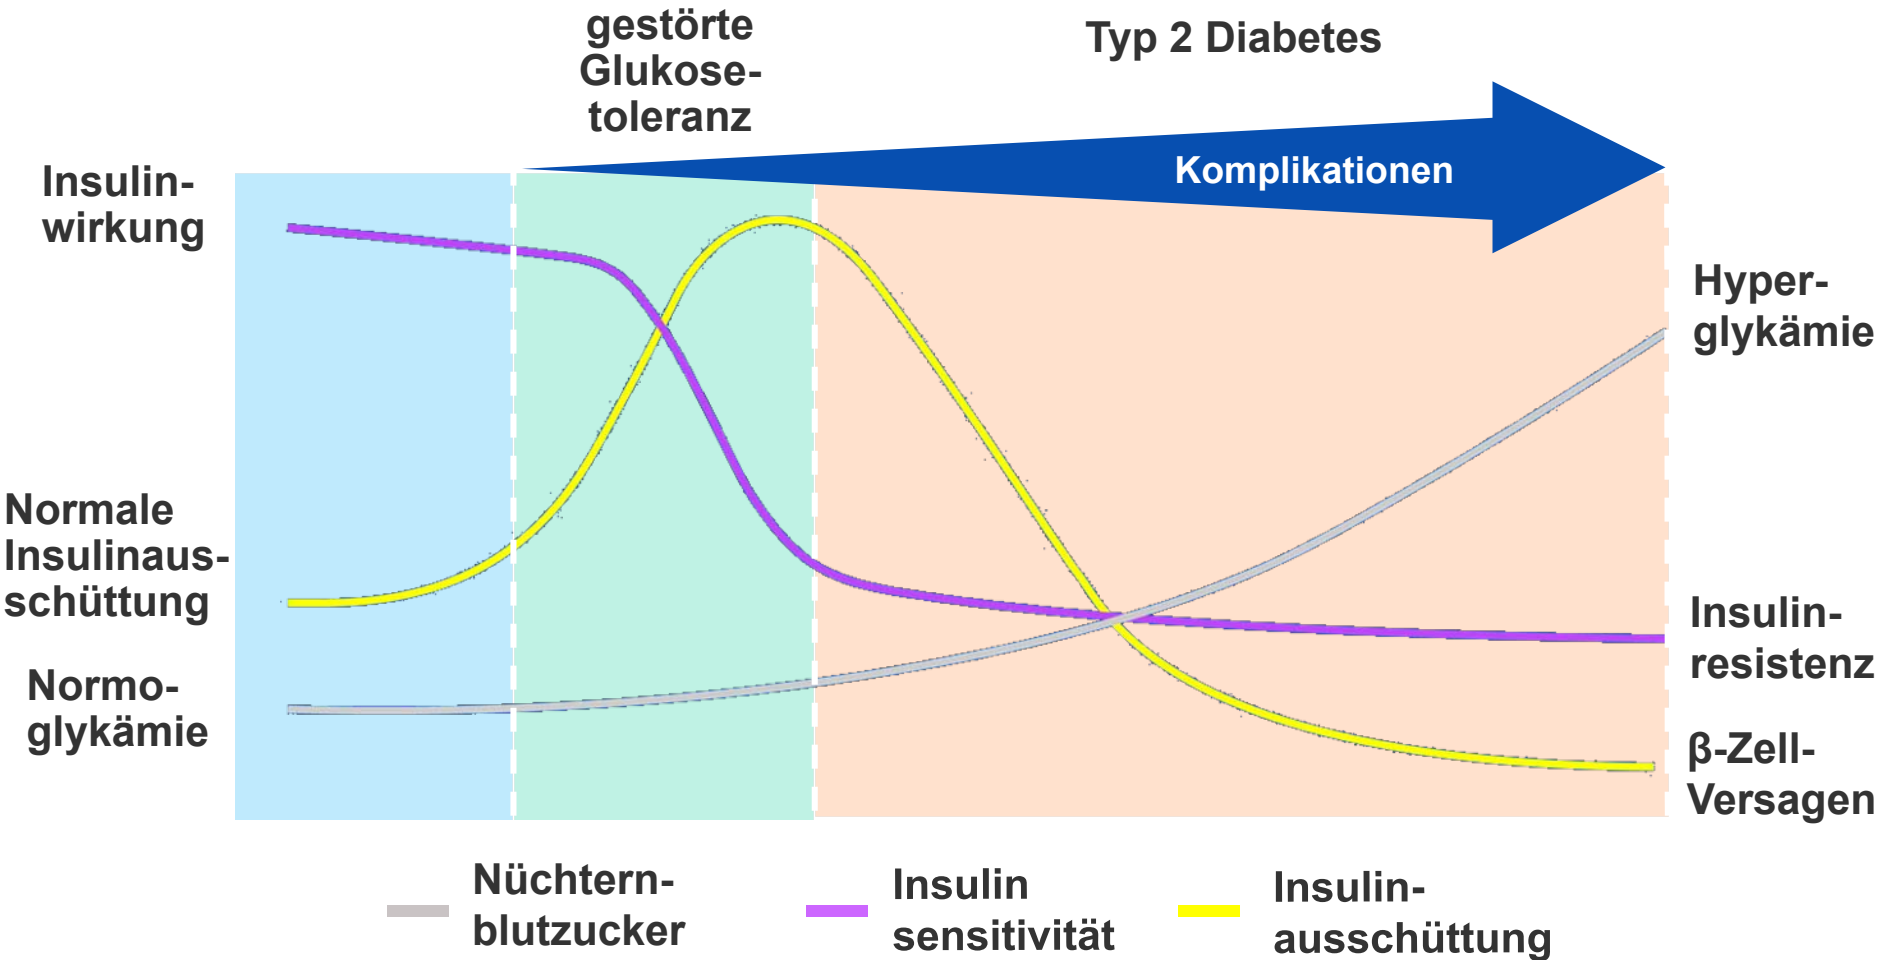 gestörte
Glukose-
toleranz
Typ 2 Diabetes
Komplikationen
Insulin-
wirkung
Normale
Insulinaus-
schüttung
Normo-
glykämie
Hyper-
glykämie
Insulin-
resistenz
β-Zell-
Versagen
Nüchtern-
blutzucker
Insulin
sensitivität
Insulin-
ausschüttung